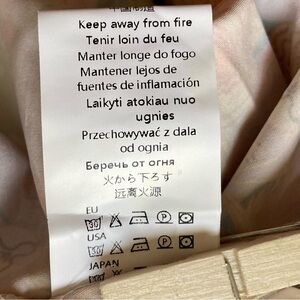 Keep away from fire
Tenir loin du feu
Manter longe do fogo
Mantener lejos de
fuentes de inflamación
Laikyti atokiau nuo
ugnies
Przechowywać z dala
od ognia
Беречь от огня
火から下ろす
远离火源
EU
30
USA
30
JAPAN